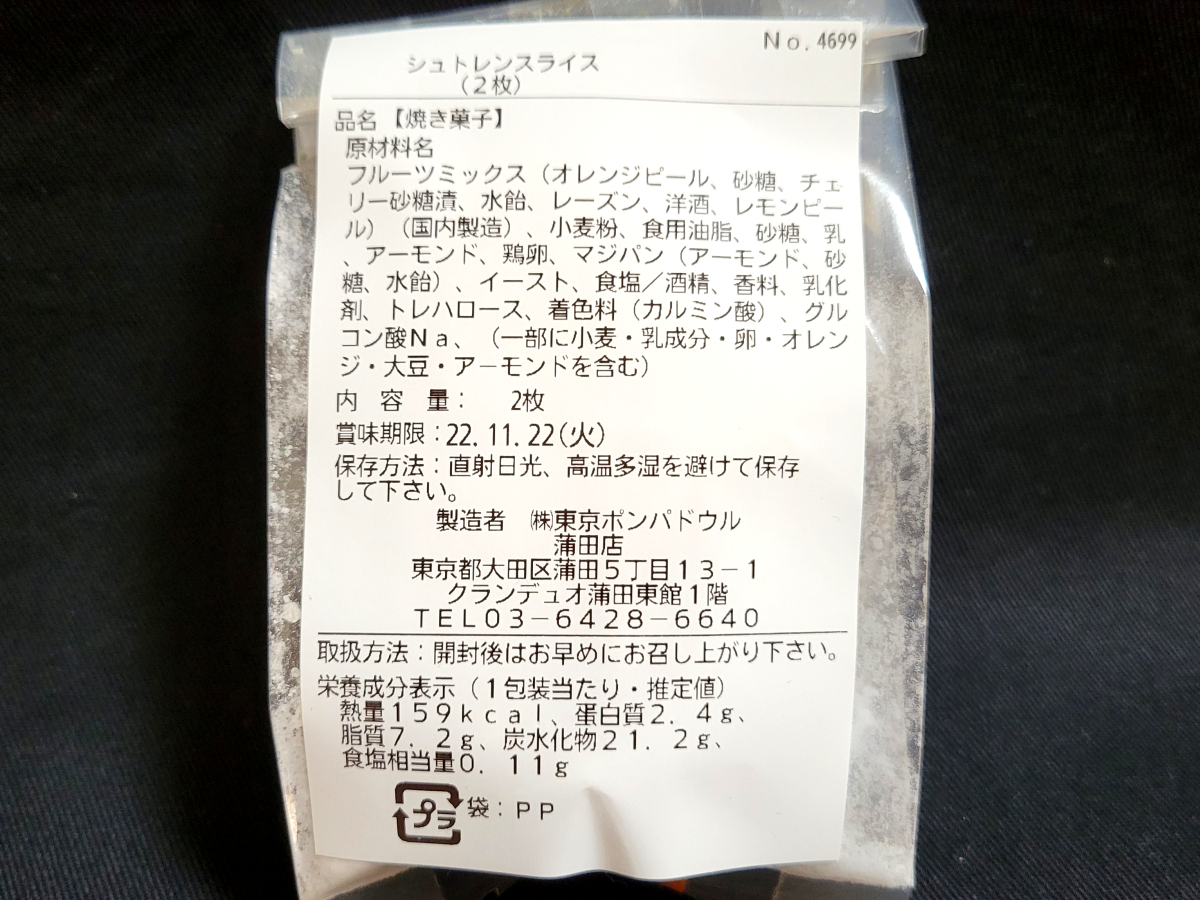 No. 4699
シュトレンスライス
（２枚）
品名【焼き菓子】
原材料名
フルーツミックス（オレンジピール、砂糖、チェ
リー砂糖漬、水飴、レーズン、洋酒、レモンピー
ル）（国内製造）、小麦粉、食用油脂、砂糖、乳
、アーモンド、鶏卵、マジパン（アーモンド、砂
糖、水飴）、イースト、食塩／酒精、香料、乳化
剤、トレハロース、着色料（カルミン酸）、グル
コン酸Ｎａ、（一部に小麦・乳成分・卵・オレン
ジ・大豆・アーモンドを含む）
内 容 量： 2枚
賞味期限：22.11.22(火)
保存方法：直射日光、高温多湿を避けて保存
して下さい。
製造者 ㈱東京ポンパドウル
蒲田店
東京都大田区蒲田５丁目１３－１
クランデュオ蒲田東館１階
ＴＥＬ０３－６４２８－６６４０
取扱方法：開封後はお早めにお召し上がり下さい。
栄養成分表示（１包装当たり・推定値）
熱量１５９ｋｃａｌ、蛋白質２．４ｇ、
脂質７．２ｇ、炭水化物２１．２ｇ、
食塩相当量０．１１ｇ
プラ 袋：ＰＰ